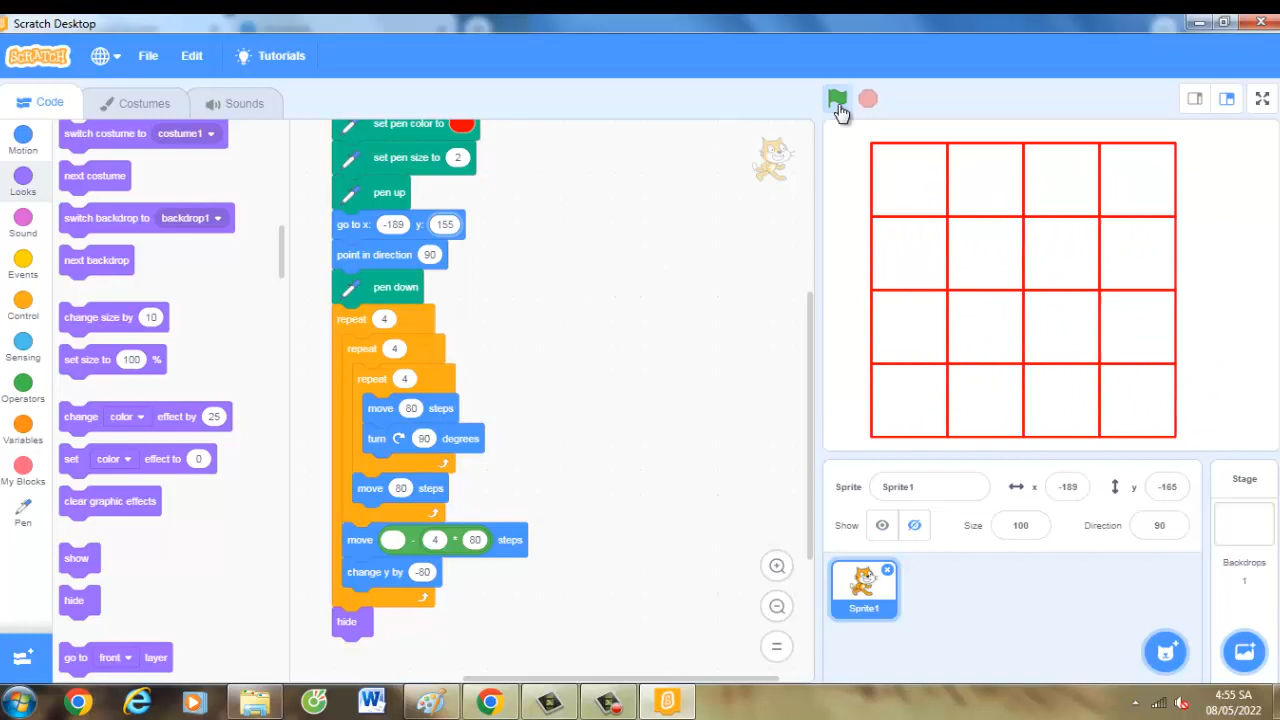 Scratch Desktop
SCRATCH File Edit Tutorials
Code Costumes Sounds
Motion
Looks
Sound
Events
Control
Sensing
Operators
Variables
My Blocks
Pen
switch costume to costume1
next costume
switch backdrop to backdrop1
next backdrop
change size by 10
set size to 100 %
change color effect by 25
set color effect to 0
clear graphic effects
show
hide
go to front layer
set pen color to
set pen size to 2
pen up
go to x: -189 y: 155
point in direction 90
pen down
repeat 4
repeat 4
repeat 4
move 80 steps
turn 90 degrees
move 80 steps
move - 4 * 80 steps
change y by -80
hide
Sprite Sprite1 x -189 y -165
Show Size 100 Direction 90
Sprite1
Stage
Backdrops
1
4:55 SA
08/05/2022